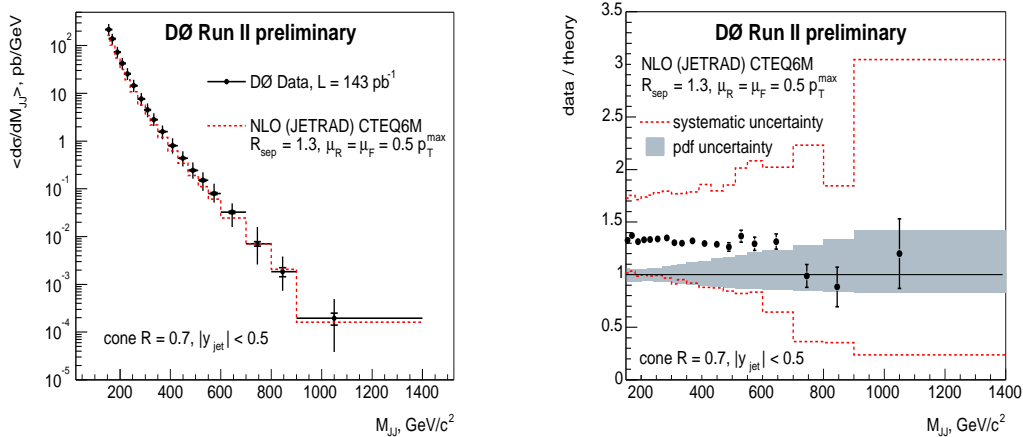 DØ Run II preliminary
<dσ/dM_JJ>, pb/GeV
10²
10
1
10⁻¹
10⁻²
10⁻³
10⁻⁴
10⁻⁵
DØ Data, L = 143 pb⁻¹
NLO (JETRAD) CTEQ6M
R_sep = 1.3, μ_R = μ_F = 0.5 p_T^max
cone R = 0.7, |y_jet| < 0.5
200 400 600 800 1000 1200 1400
M_JJ, GeV/c²
DØ Run II preliminary
data / theory
3.5
3
2.5
2
1.5
1
0.5
0
NLO (JETRAD) CTEQ6M
R_sep = 1.3, μ_R = μ_F = 0.5 p_T^max
systematic uncertainty
pdf uncertainty
cone R = 0.7, |y_jet| < 0.5
200 400 600 800 1000 1200 1400
M_JJ, GeV/c²